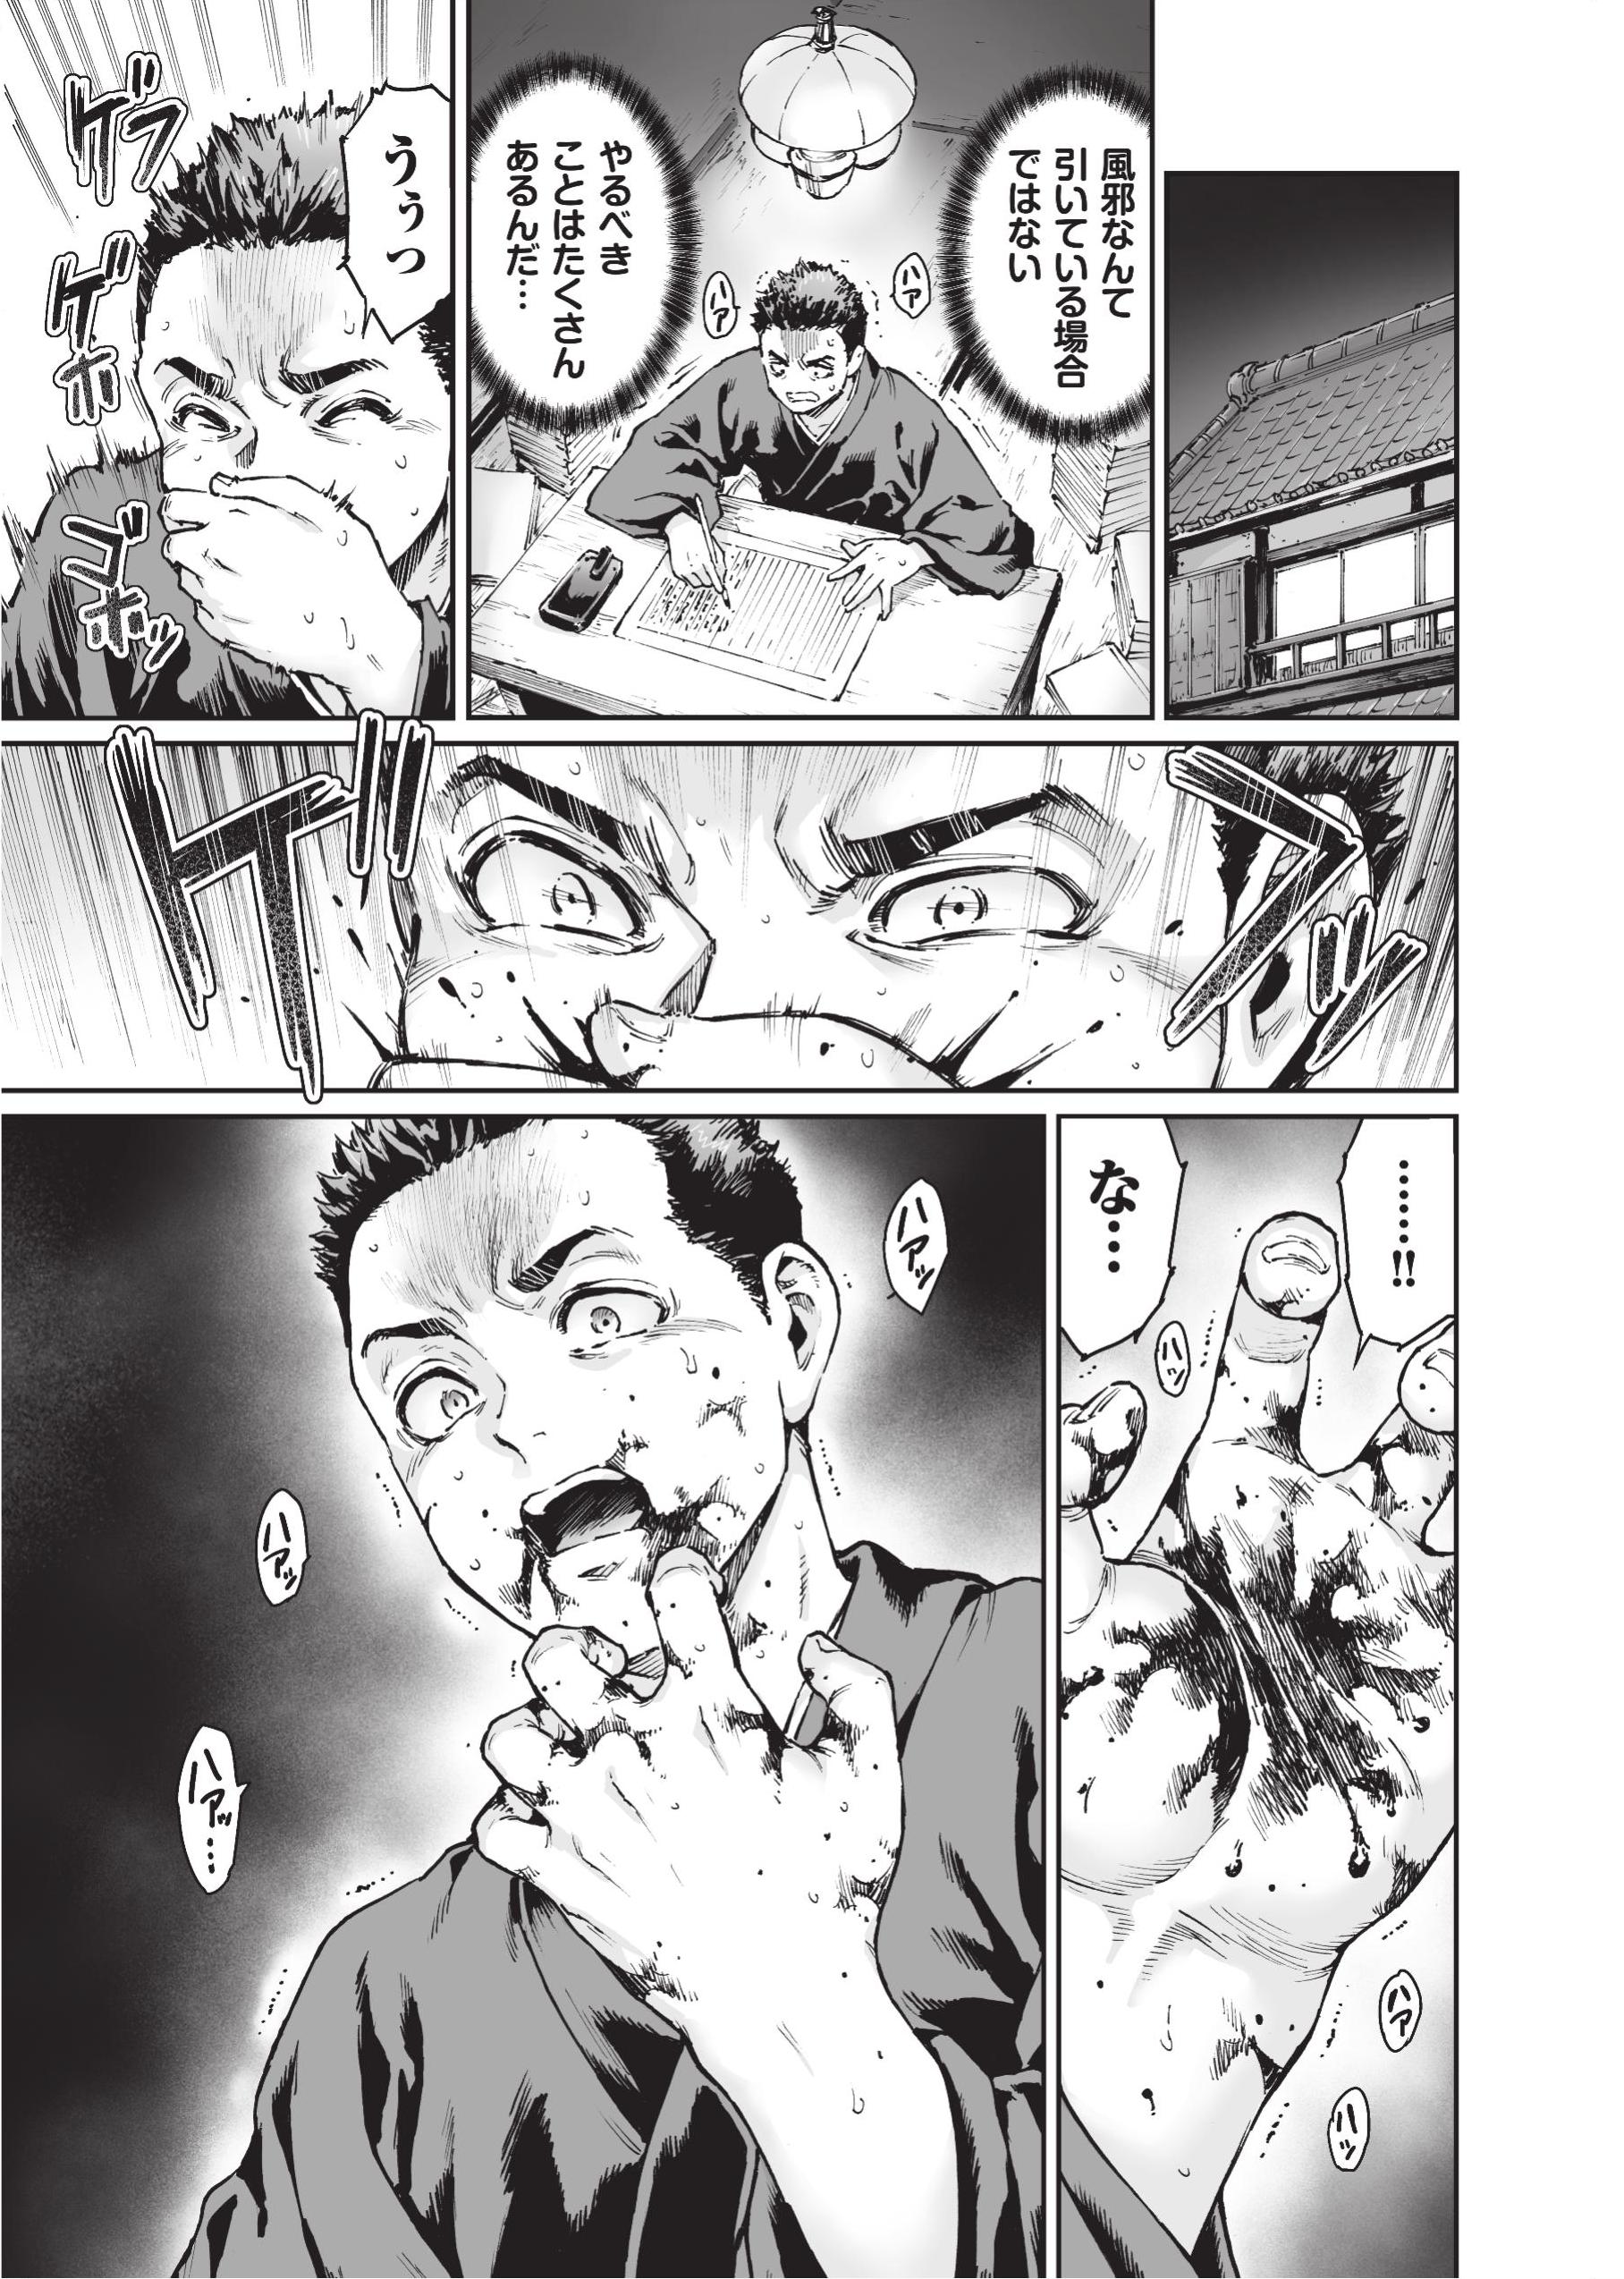 風邪なんて
引いている場合
ではない
ハァ
ハァ
やるべき
ことはたくさん
あるんだ…
うぅっ
ゲフッ
ゲホ
ゴホッ
ゲフッ
……!!
な…
ハッ
ハァ
ハッ
ハァッ
ハァッ
ハァッ…